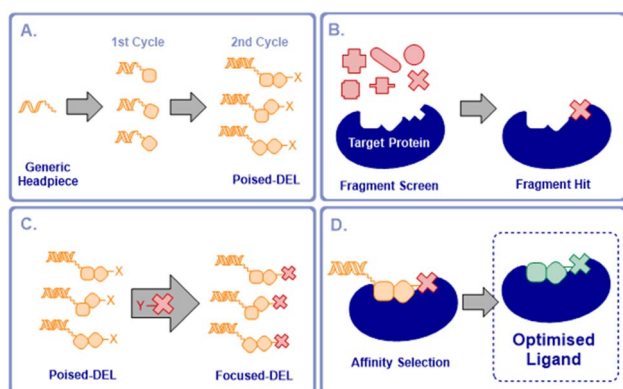 A.
1st Cycle
2nd Cycle
X
X
X
Generic
Headpiece
Poised-DEL
B.
Target Protein
Fragment Screen
Fragment Hit
C.
X
X
X
Y
Poised-DEL
Focused-DEL
D.
Affinity Selection
Optimised
Ligand